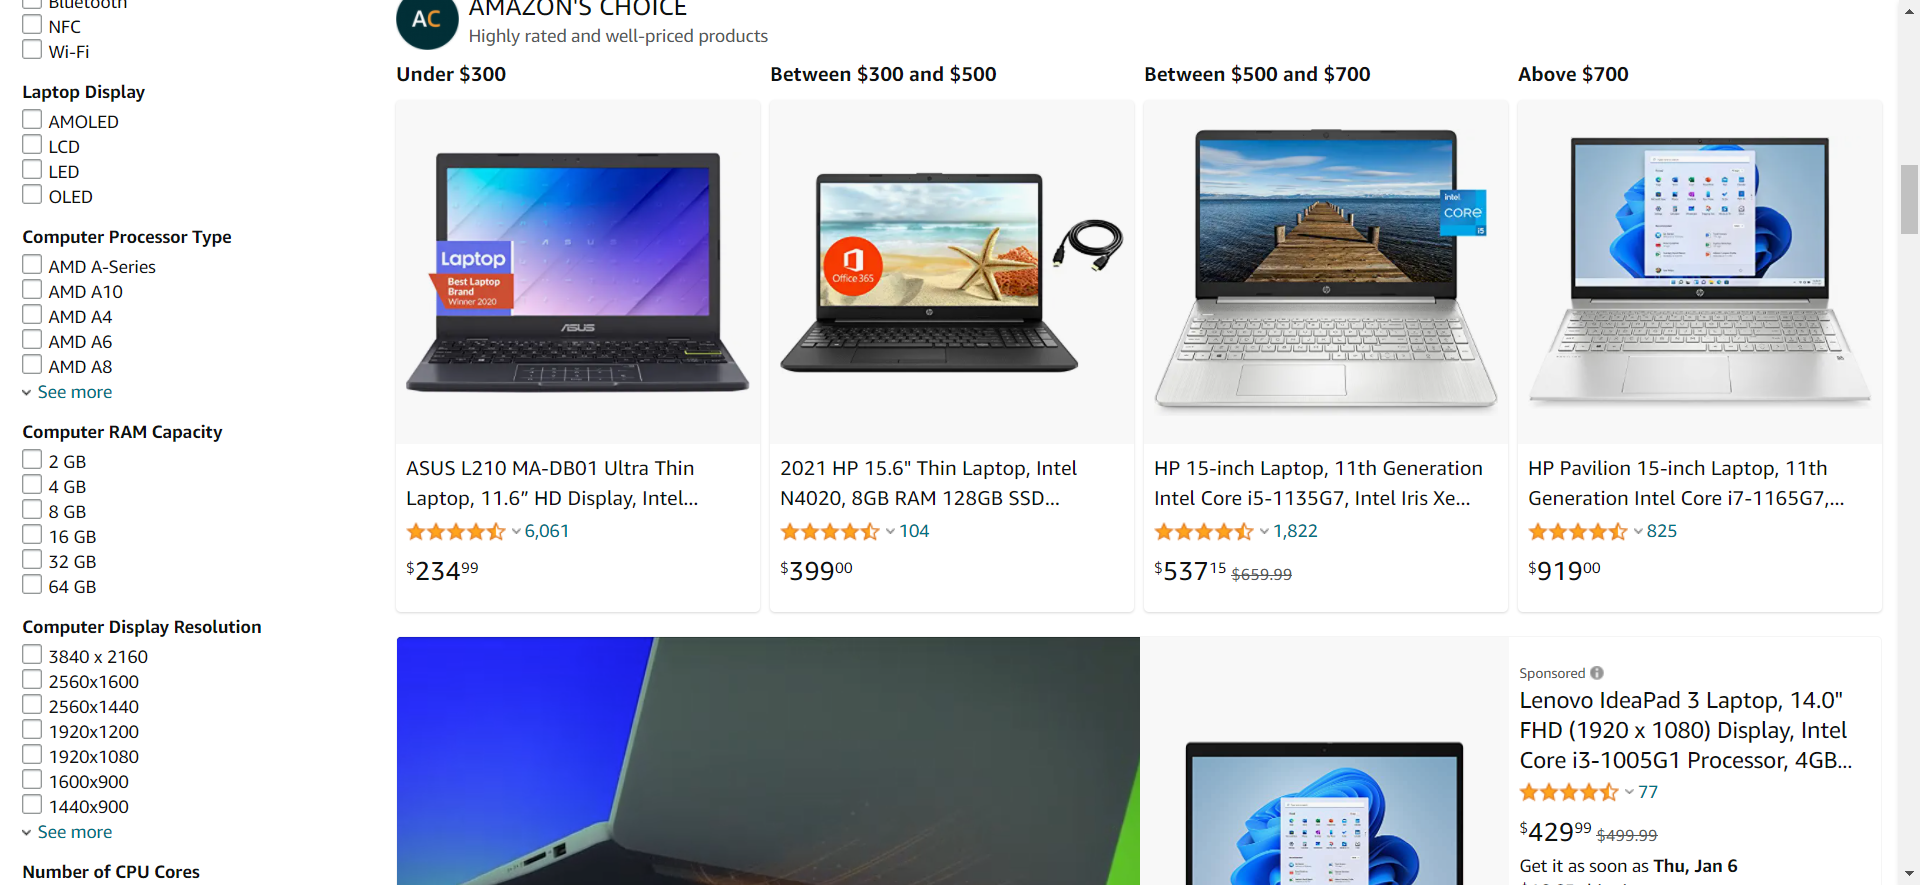 Bluetooth
NFC
Wi-Fi
Laptop Display
AMOLED
LCD
LED
OLED
Computer Processor Type
AMD A-Series
AMD A10
AMD A4
AMD A6
AMD A8
See more
Computer RAM Capacity
2 GB
4 GB
8 GB
16 GB
32 GB
64 GB
Computer Display Resolution
3840 x 2160
2560x1600
2560x1440
1920x1200
1920x1080
1600x900
1440x900
See more
Number of CPU Cores
AC
AMAZON'S CHOICE
Highly rated and well-priced products
Under $300
Laptop
Best Laptop
Brand
Winner 2020
ASUS
ASUS L210 MA-DB01 Ultra Thin
Laptop, 11.6” HD Display, Intel...
6,061
$234 99
Between $300 and $500
Office 365
hp
2021 HP 15.6" Thin Laptop, Intel
N4020, 8GB RAM 128GB SSD...
104
$399 00
Between $500 and $700
intel
CORE
i5
hp
HP 15-inch Laptop, 11th Generation
Intel Core i5-1135G7, Intel Iris Xe...
1,822
$537 15 $659.99
Above $700
hp
HP Pavilion 15-inch Laptop, 11th
Generation Intel Core i7-1165G7,...
825
$919 00
Sponsored
Lenovo IdeaPad 3 Laptop, 14.0"
FHD (1920 x 1080) Display, Intel
Core i3-1005G1 Processor, 4GB...
77
$429 99 $499.99
Get it as soon as Thu, Jan 6